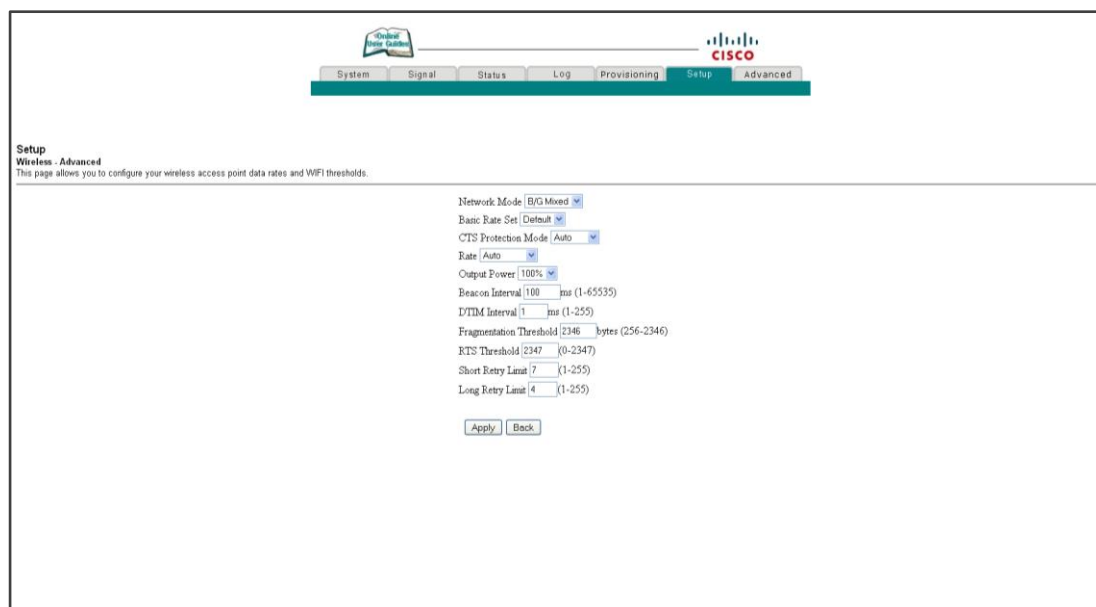 Online
User Guides
CISCO
System Signal Status Log Provisioning Setup Advanced
Setup
Wireless - Advanced
This page allows you to configure your wireless access point data rates and WIFI thresholds.
Network Mode B/G Mixed
Basic Rate Set Default
CTS Protection Mode Auto
Rate Auto
Output Power 100%
Beacon Interval 100 ms (1-65535)
DTIM Interval 1 ms (1-255)
Fragmentation Threshold 2346 bytes (256-2346)
RTS Threshold 2347 (0-2347)
Short Retry Limit 7 (1-255)
Long Retry Limit 4 (1-255)
Apply Back